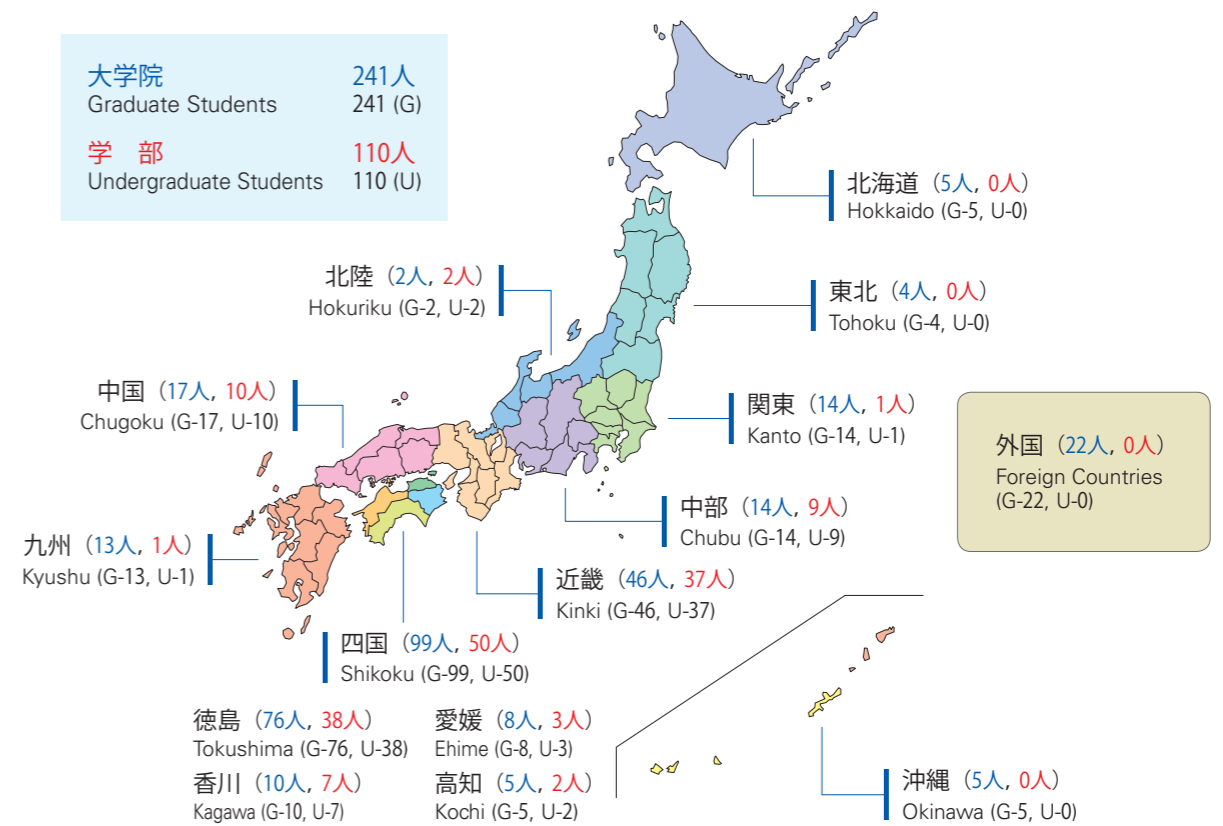 大学院 241人
Graduate Students 241 (G)
学 部 110人
Undergraduate Students 110 (U)
北海道（5人, 0人）
Hokkaido (G-5, U-0)
北陸（2人, 2人）
Hokuriku (G-2, U-2)
東北（4人, 0人）
Tohoku (G-4, U-0)
中国（17人, 10人）
Chugoku (G-17, U-10)
関東（14人, 1人）
Kanto (G-14, U-1)
外国（22人, 0人）
Foreign Countries
(G-22, U-0)
中部（14人, 9人）
Chubu (G-14, U-9)
九州（13人, 1人）
Kyushu (G-13, U-1)
近畿（46人, 37人）
Kinki (G-46, U-37)
四国（99人, 50人）
Shikoku (G-99, U-50)
徳島（76人, 38人）
Tokushima (G-76, U-38)
愛媛（8人, 3人）
Ehime (G-8, U-3)
香川（10人, 7人）
Kagawa (G-10, U-7)
高知（5人, 2人）
Kochi (G-5, U-2)
沖縄（5人, 0人）
Okinawa (G-5, U-0)